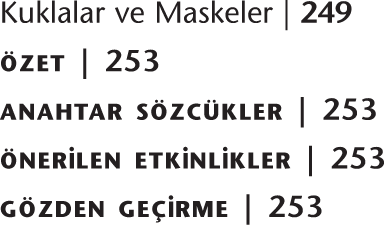 Kuklalar ve Maskeler | 249
ÖZET | 253
ANAHTAR SÖZCÜKLER | 253
ÖNERİLEN ETKİNLİKLER | 253
GÖZDEN GEÇİRME | 253